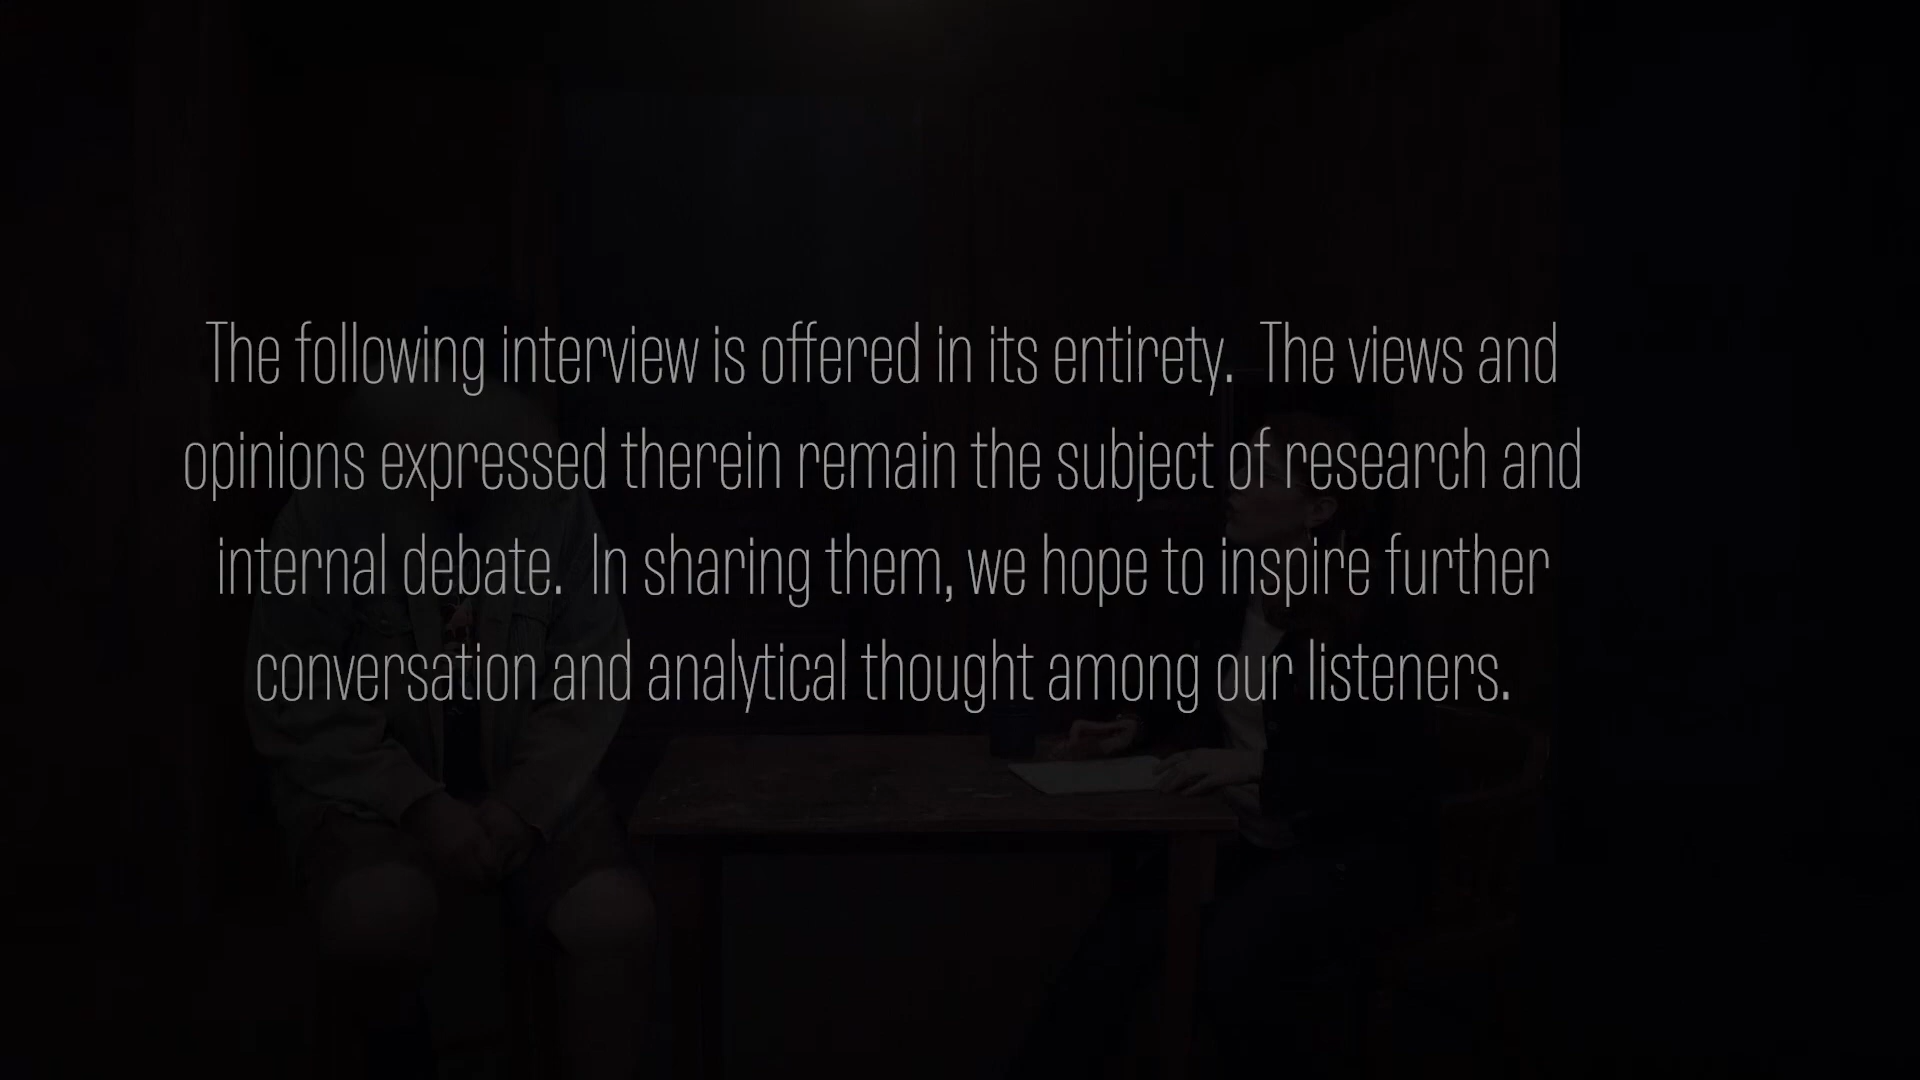 The following interview is offered in its entirety.  The views and
opinions expressed therein remain the subject of research and
internal debate.  In sharing them, we hope to inspire further
conversation and analytical thought among our listeners.